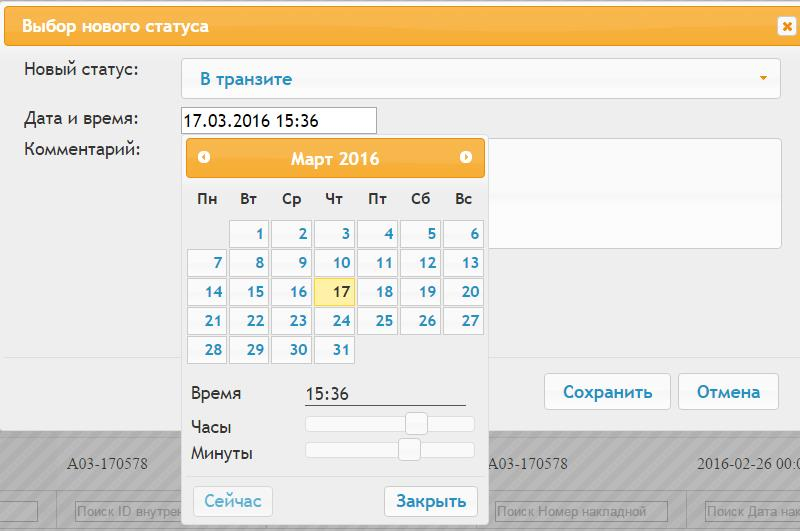 Выбор нового статуса
Новый статус: В транзите
Дата и время: 17.03.2016 15:36
Комментарий:
Март 2016
Пн Вт Ср Чт Пт Сб Вс
1 2 3 4 5 6
7 8 9 10 11 12 13
14 15 16 17 18 19 20
21 22 23 24 25 26 27
28 29 30 31
Время 15:36
Часы
Минуты
Сейчас Закрыть
Сохранить Отмена
A03-170578 A03-170578 2016-02-26 00:0
Поиск ID внутрен Поиск Номер накладной Поиск Дата нак